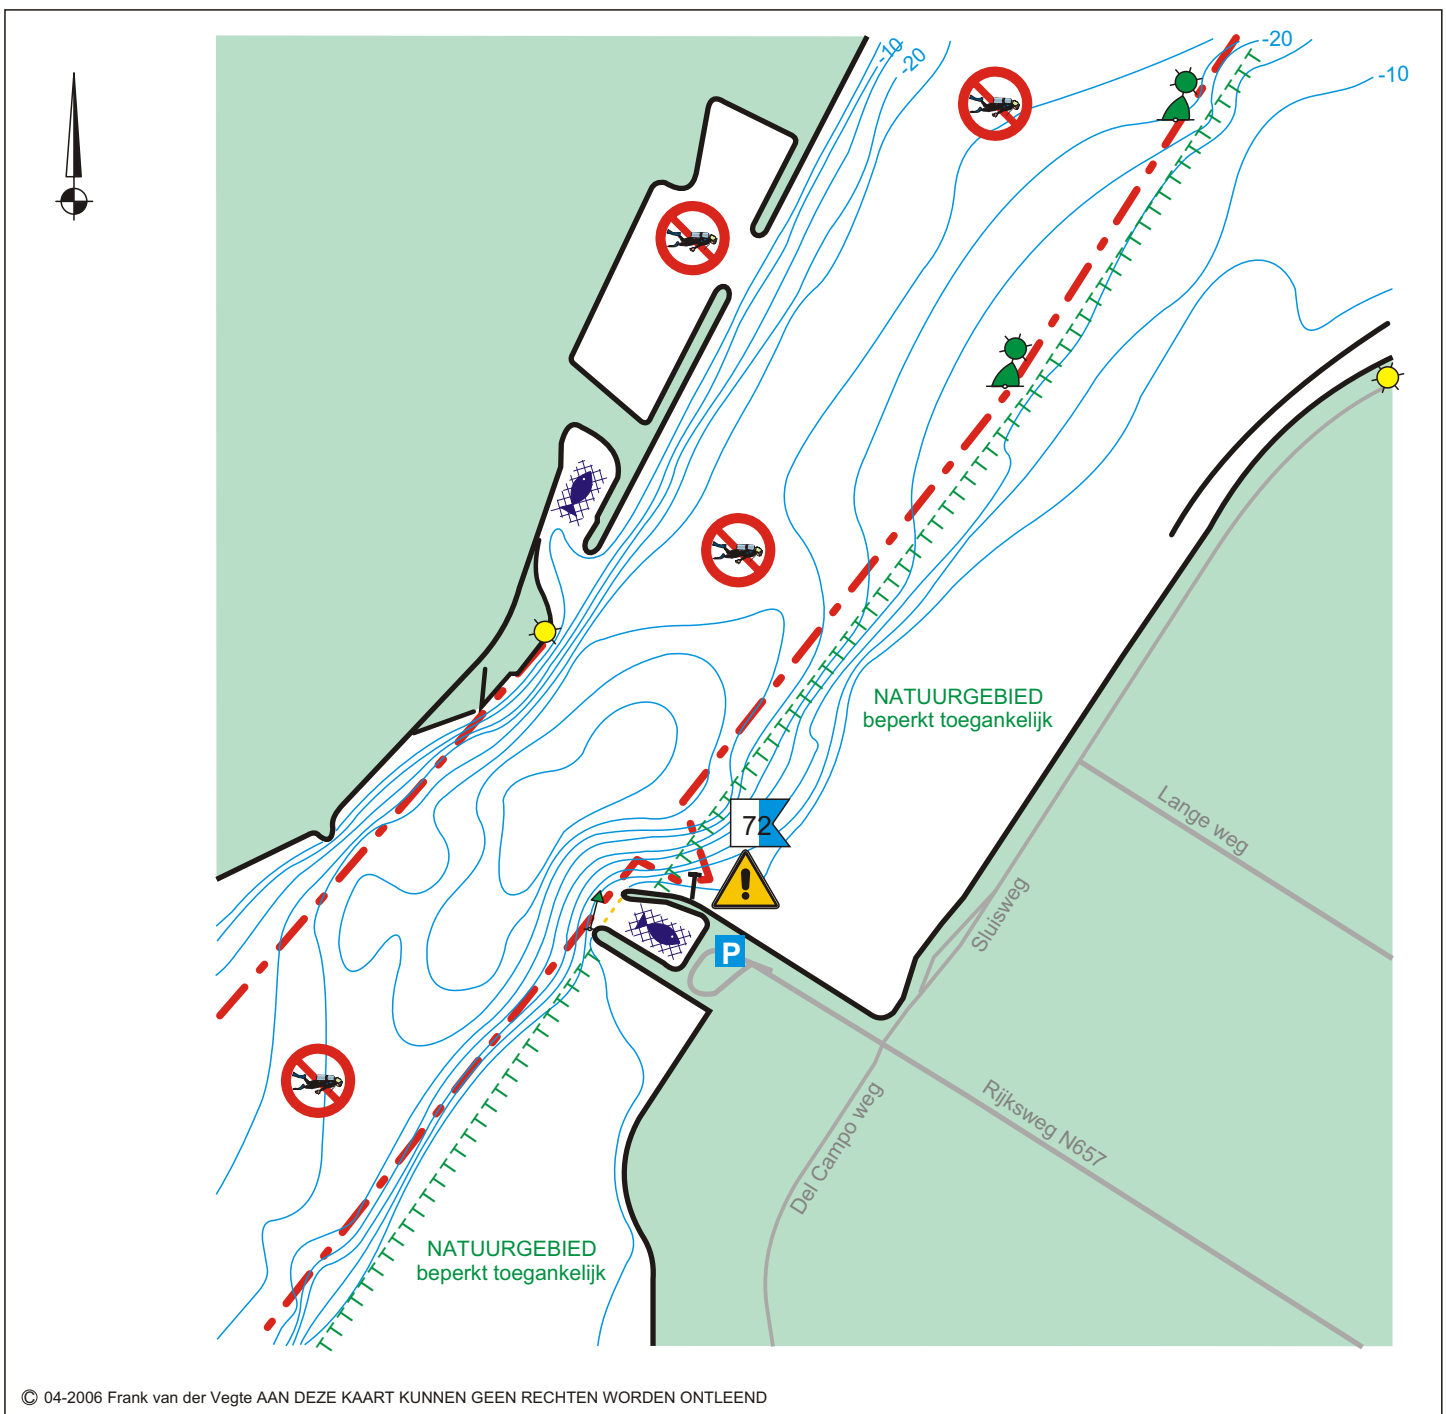 -10
-20
-20
-10
NATUURGEBIED
beperkt toegankelijk
72
Lange weg
Sluisweg
P
Rijksweg N657
Del Campo weg
NATUURGEBIED
beperkt toegankelijk
© 04-2006 Frank van der Vegte AAN DEZE KAART KUNNEN GEEN RECHTEN WORDEN ONTLEEND